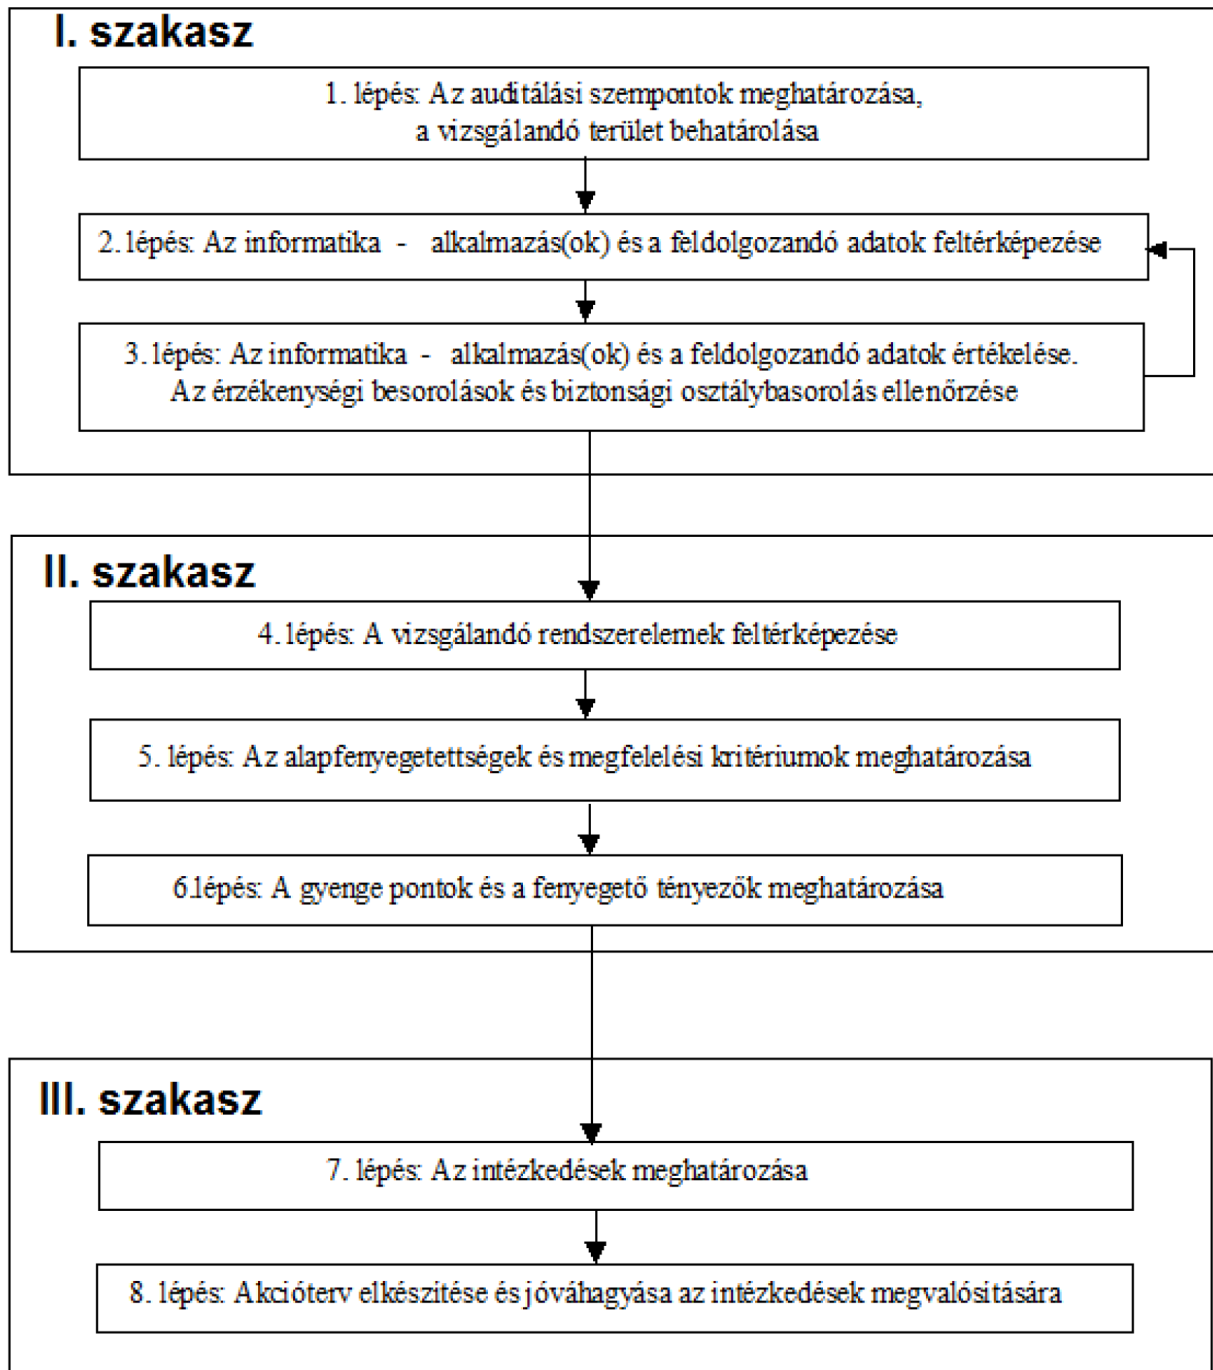 I. szakasz
1. lépés: Az auditálási szempontok meghatározása,
a vizsgálandó terület behatárolása
2. lépés: Az informatika - alkalmazás(ok) és a feldolgozandó adatok feltérképezése
3. lépés: Az informatika - alkalmazás(ok) és a feldolgozandó adatok értékelése.
Az érzékenységi besorolások és biztonsági osztálybasorolás ellenőrzése
II. szakasz
4. lépés: A vizsgálandó rendszerelemek feltérképezése
5. lépés: Az alapfenyegetettségek és megfelelési kritériumok meghatározása
6.lépés: A gyenge pontok és a fenyegető tényezők meghatározása
III. szakasz
7. lépés: Az intézkedések meghatározása
8. lépés: Akcióterv elkészítése és jóváhagyása az intézkedések megvalósitására